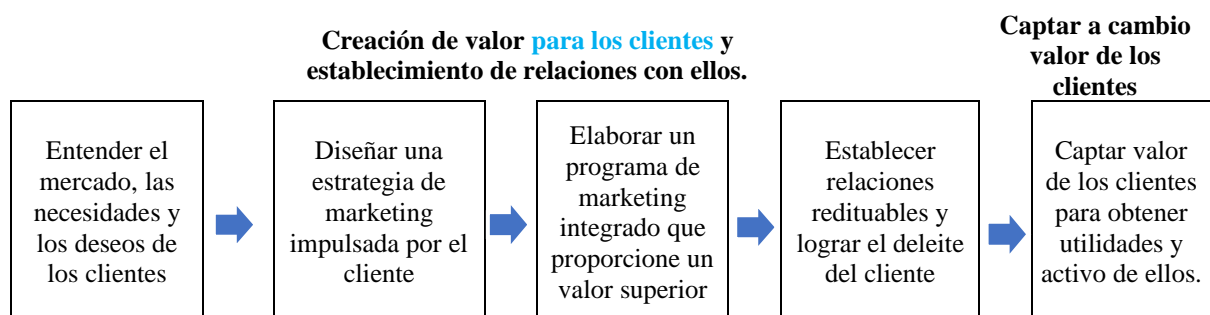 Creación de valor para los clientes y
establecimiento de relaciones con ellos.
Captar a cambio
valor de los
clientes
Entender el
mercado, las
necesidades y
los deseos de
los clientes
Diseñar una
estrategia de
marketing
impulsada por el
cliente
Elaborar un
programa de
marketing
integrado que
proporcione un
valor superior
Establecer
relaciones
redituables y
lograr el deleite
del cliente
Captar valor
de los clientes
para obtener
utilidades y
activo de ellos.